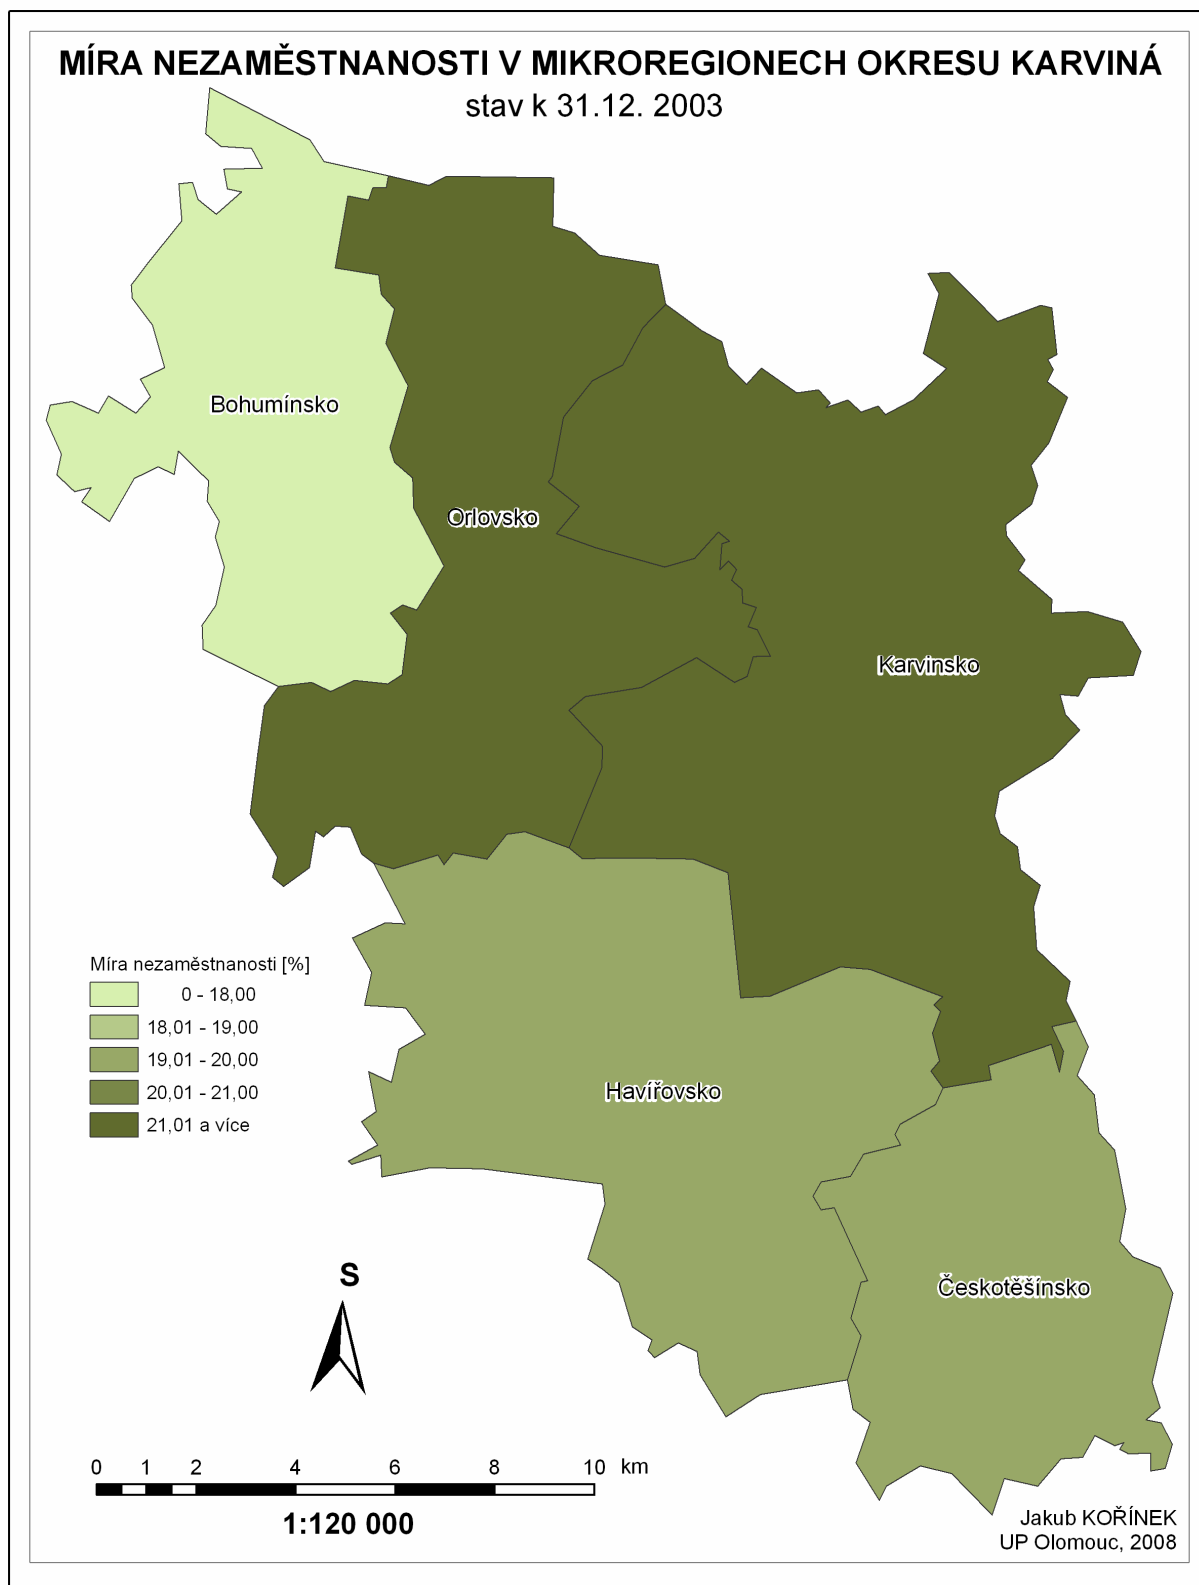 MÍRA NEZAMĚSTNANOSTI V MIKROREGIONECH OKRESU KARVINÁ
stav k 31.12. 2003
Bohumínsko
Orlovsko
Karvinsko
Míra nezaměstnanosti [%]
0 - 18,00
18,01 - 19,00
19,01 - 20,00
20,01 - 21,00
21,01 a více
Havířovsko
Českotěšínsko
S
0 1 2 4 6 8 10 km
1:120 000
Jakub KOŘÍNEK
UP Olomouc, 2008